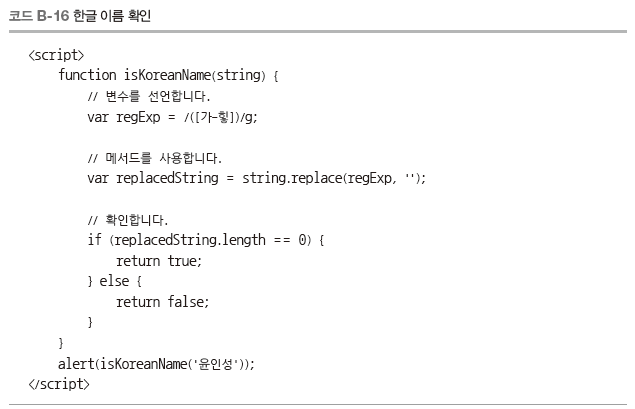 코드 B-16 한글 이름 확인
<script>
function isKoreanName(string) {
// 변수를 선언합니다.
var regExp = /([가-힣])/g;
// 메서드를 사용합니다.
var replacedString = string.replace(regExp, '');
// 확인합니다.
if (replacedString.length == 0) {
return true;
} else {
return false;
}
}
alert(isKoreanName('윤인성'));
</script>